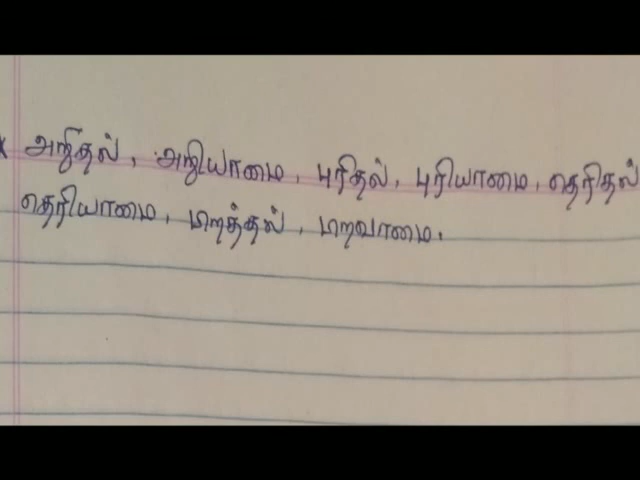 அறிதல், அறியாமை, புரிதல், புரியாமை, தெரிதல்
தெரியாமை, மறத்தல், மறவாமை.